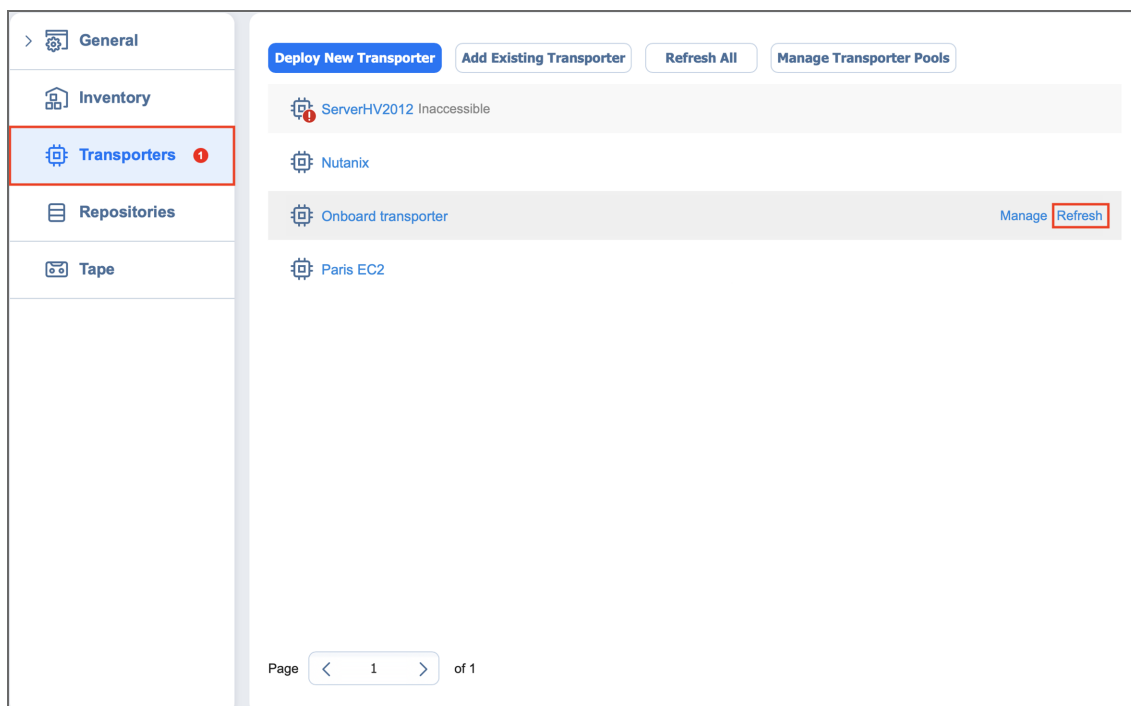 General
Inventory
Transporters 1
Repositories
Tape
Deploy New Transporter Add Existing Transporter Refresh All Manage Transporter Pools
ServerHV2012 Inaccessible
Nutanix
Onboard transporter Manage Refresh
Paris EC2
Page 1 of 1